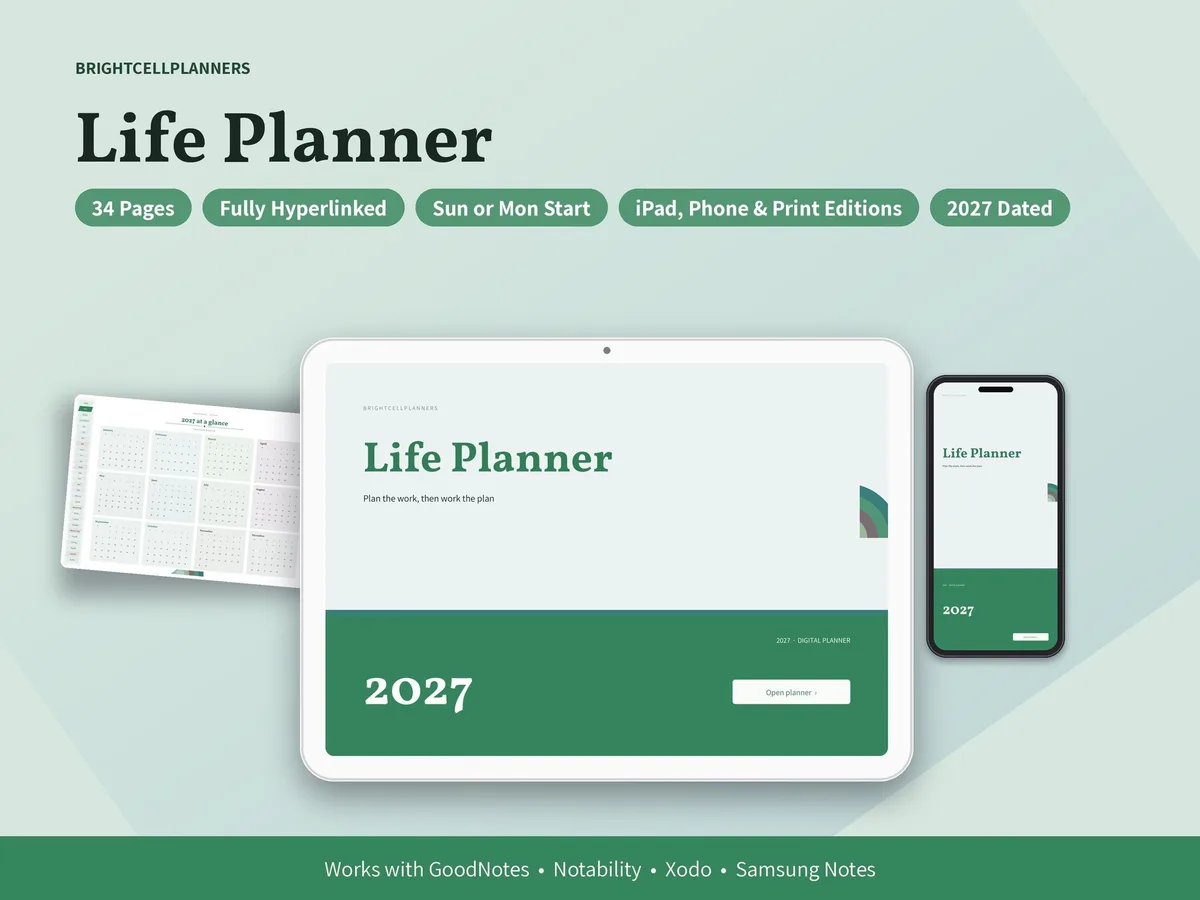 BRIGHTCELLPLANNERS
Life Planner
34 Pages
Fully Hyperlinked
Sun or Mon Start
iPad, Phone & Print Editions
2027 Dated
2027 at a glance
BRIGHTCELLPLANNERS
Life Planner
Plan the work, then work the plan
2027 - DIGITAL PLANNER
2027
Open planner ›
Life Planner
2027
Works with GoodNotes • Notability • Xodo • Samsung Notes